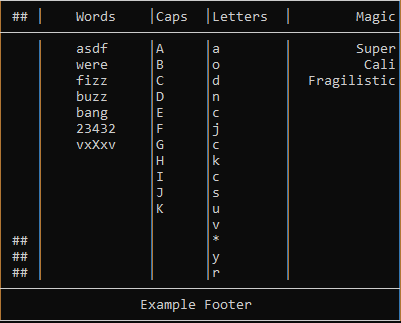 ## Words Caps Letters Magic
asdf A a Super
were B o Cali
fizz C d Fragilistic
buzz D n
bang E c
23432 F j
vxXxv G c
H k
I c
J s
K u
v
## *
## y
## r
Example Footer